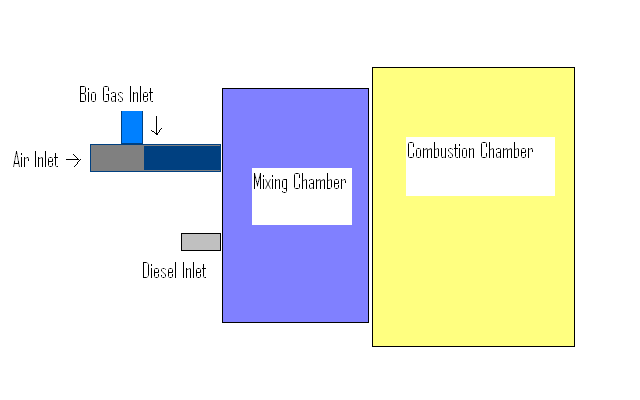 Bio Gas Inlet
Air Inlet
Mixing Chamber
Combustion Chamber
Diesel Inlet